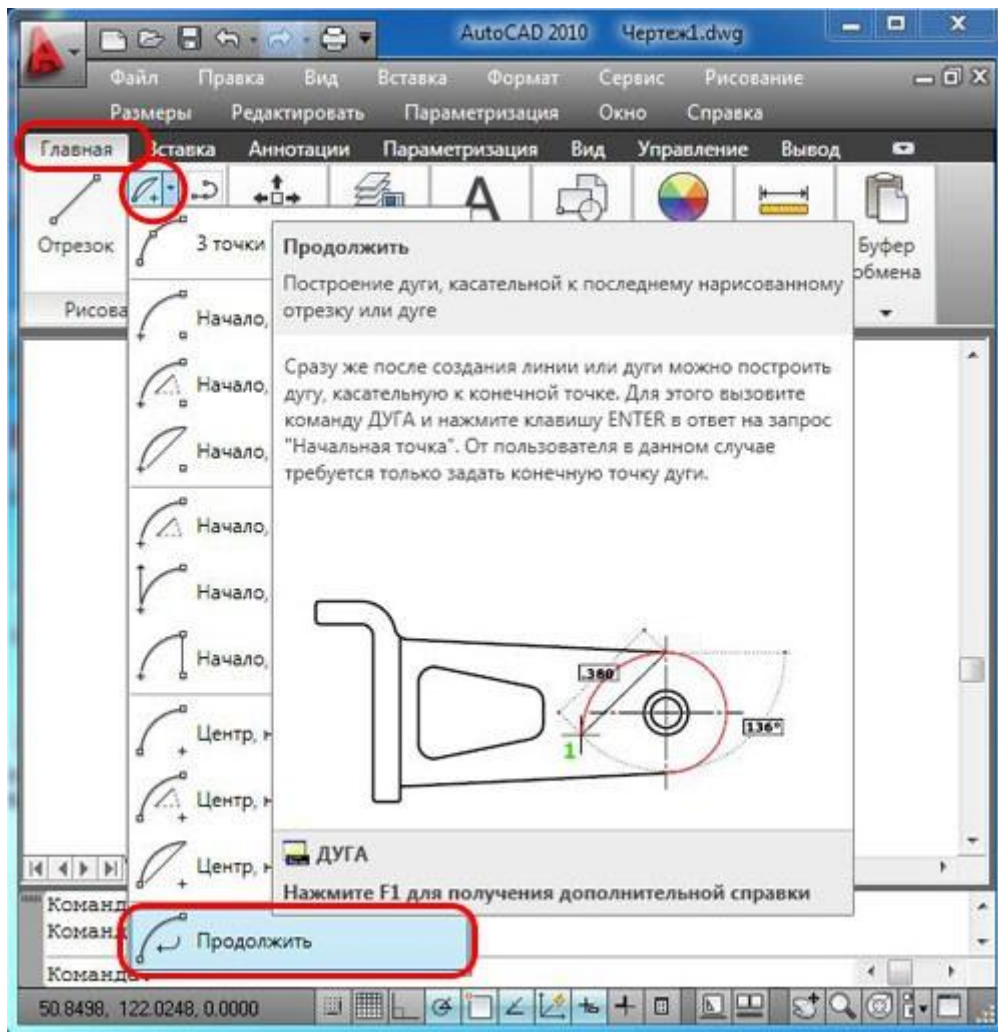 AutoCAD 2010 Чертеж1.dwg
Файл Правка Вид Вставка Формат Сервис Рисование
Размеры Редактировать Параметризация Окно Справка
Главная Вставка Аннотации Параметризация Вид Управление Вывод
Отрезок
Буфер
обмена
Рисова
3 точки
Начало,
Начало,
Начало,
Начало,
Начало,
Начало,
Центр, н
Центр, н
Центр, н
Продолжить
Продолжить
Построение дуги, касательной к последнему нарисованному
отрезку или дуге
Сразу же после создания линии или дуги можно построить
дугу, касательную к конечной точке. Для этого вызовите
команду ДУГА и нажмите клавишу ENTER в ответ на запрос
"Начальная точка". От пользователя в данном случае
требуется только задать конечную точку дуги.
.380
136°
1
ДУГА
Нажмите F1 для получения дополнительной справки
Команд
Команд
Команда:
50.8498, 122.0248, 0.0000